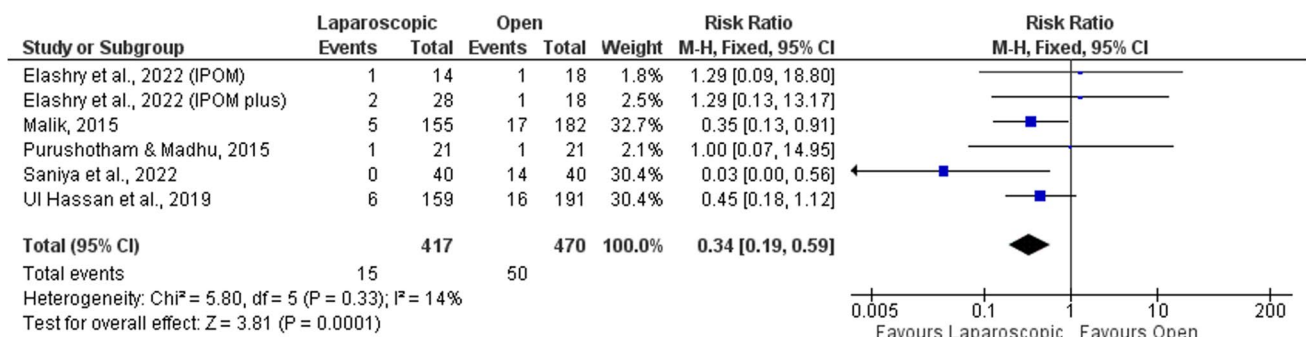 Laparoscopic Open Risk Ratio Risk Ratio
Study or Subgroup Events Total Events Total Weight M-H, Fixed, 95% CI M-H, Fixed, 95% CI
Elashry et al., 2022 (IPOM) 1 14 1 18 1.8% 1.29 [0.09, 18.80]
Elashry et al., 2022 (IPOM plus) 2 28 1 18 2.5% 1.29 [0.13, 13.17]
Malik, 2015 5 155 17 182 32.7% 0.35 [0.13, 0.91]
Purushotham & Madhu, 2015 1 21 1 21 2.1% 1.00 [0.07, 14.95]
Saniya et al., 2022 0 40 14 40 30.4% 0.03 [0.00, 0.56]
Ul Hassan et al., 2019 6 159 16 191 30.4% 0.45 [0.18, 1.12]
Total (95% CI) 417 470 100.0% 0.34 [0.19, 0.59]
Total events 15 50
Heterogeneity: Chi² = 5.80, df = 5 (P = 0.33); I² = 14%
Test for overall effect: Z = 3.81 (P = 0.0001)
0.005 0.1 1 10 200
Favours Laparoscopic Favours Open